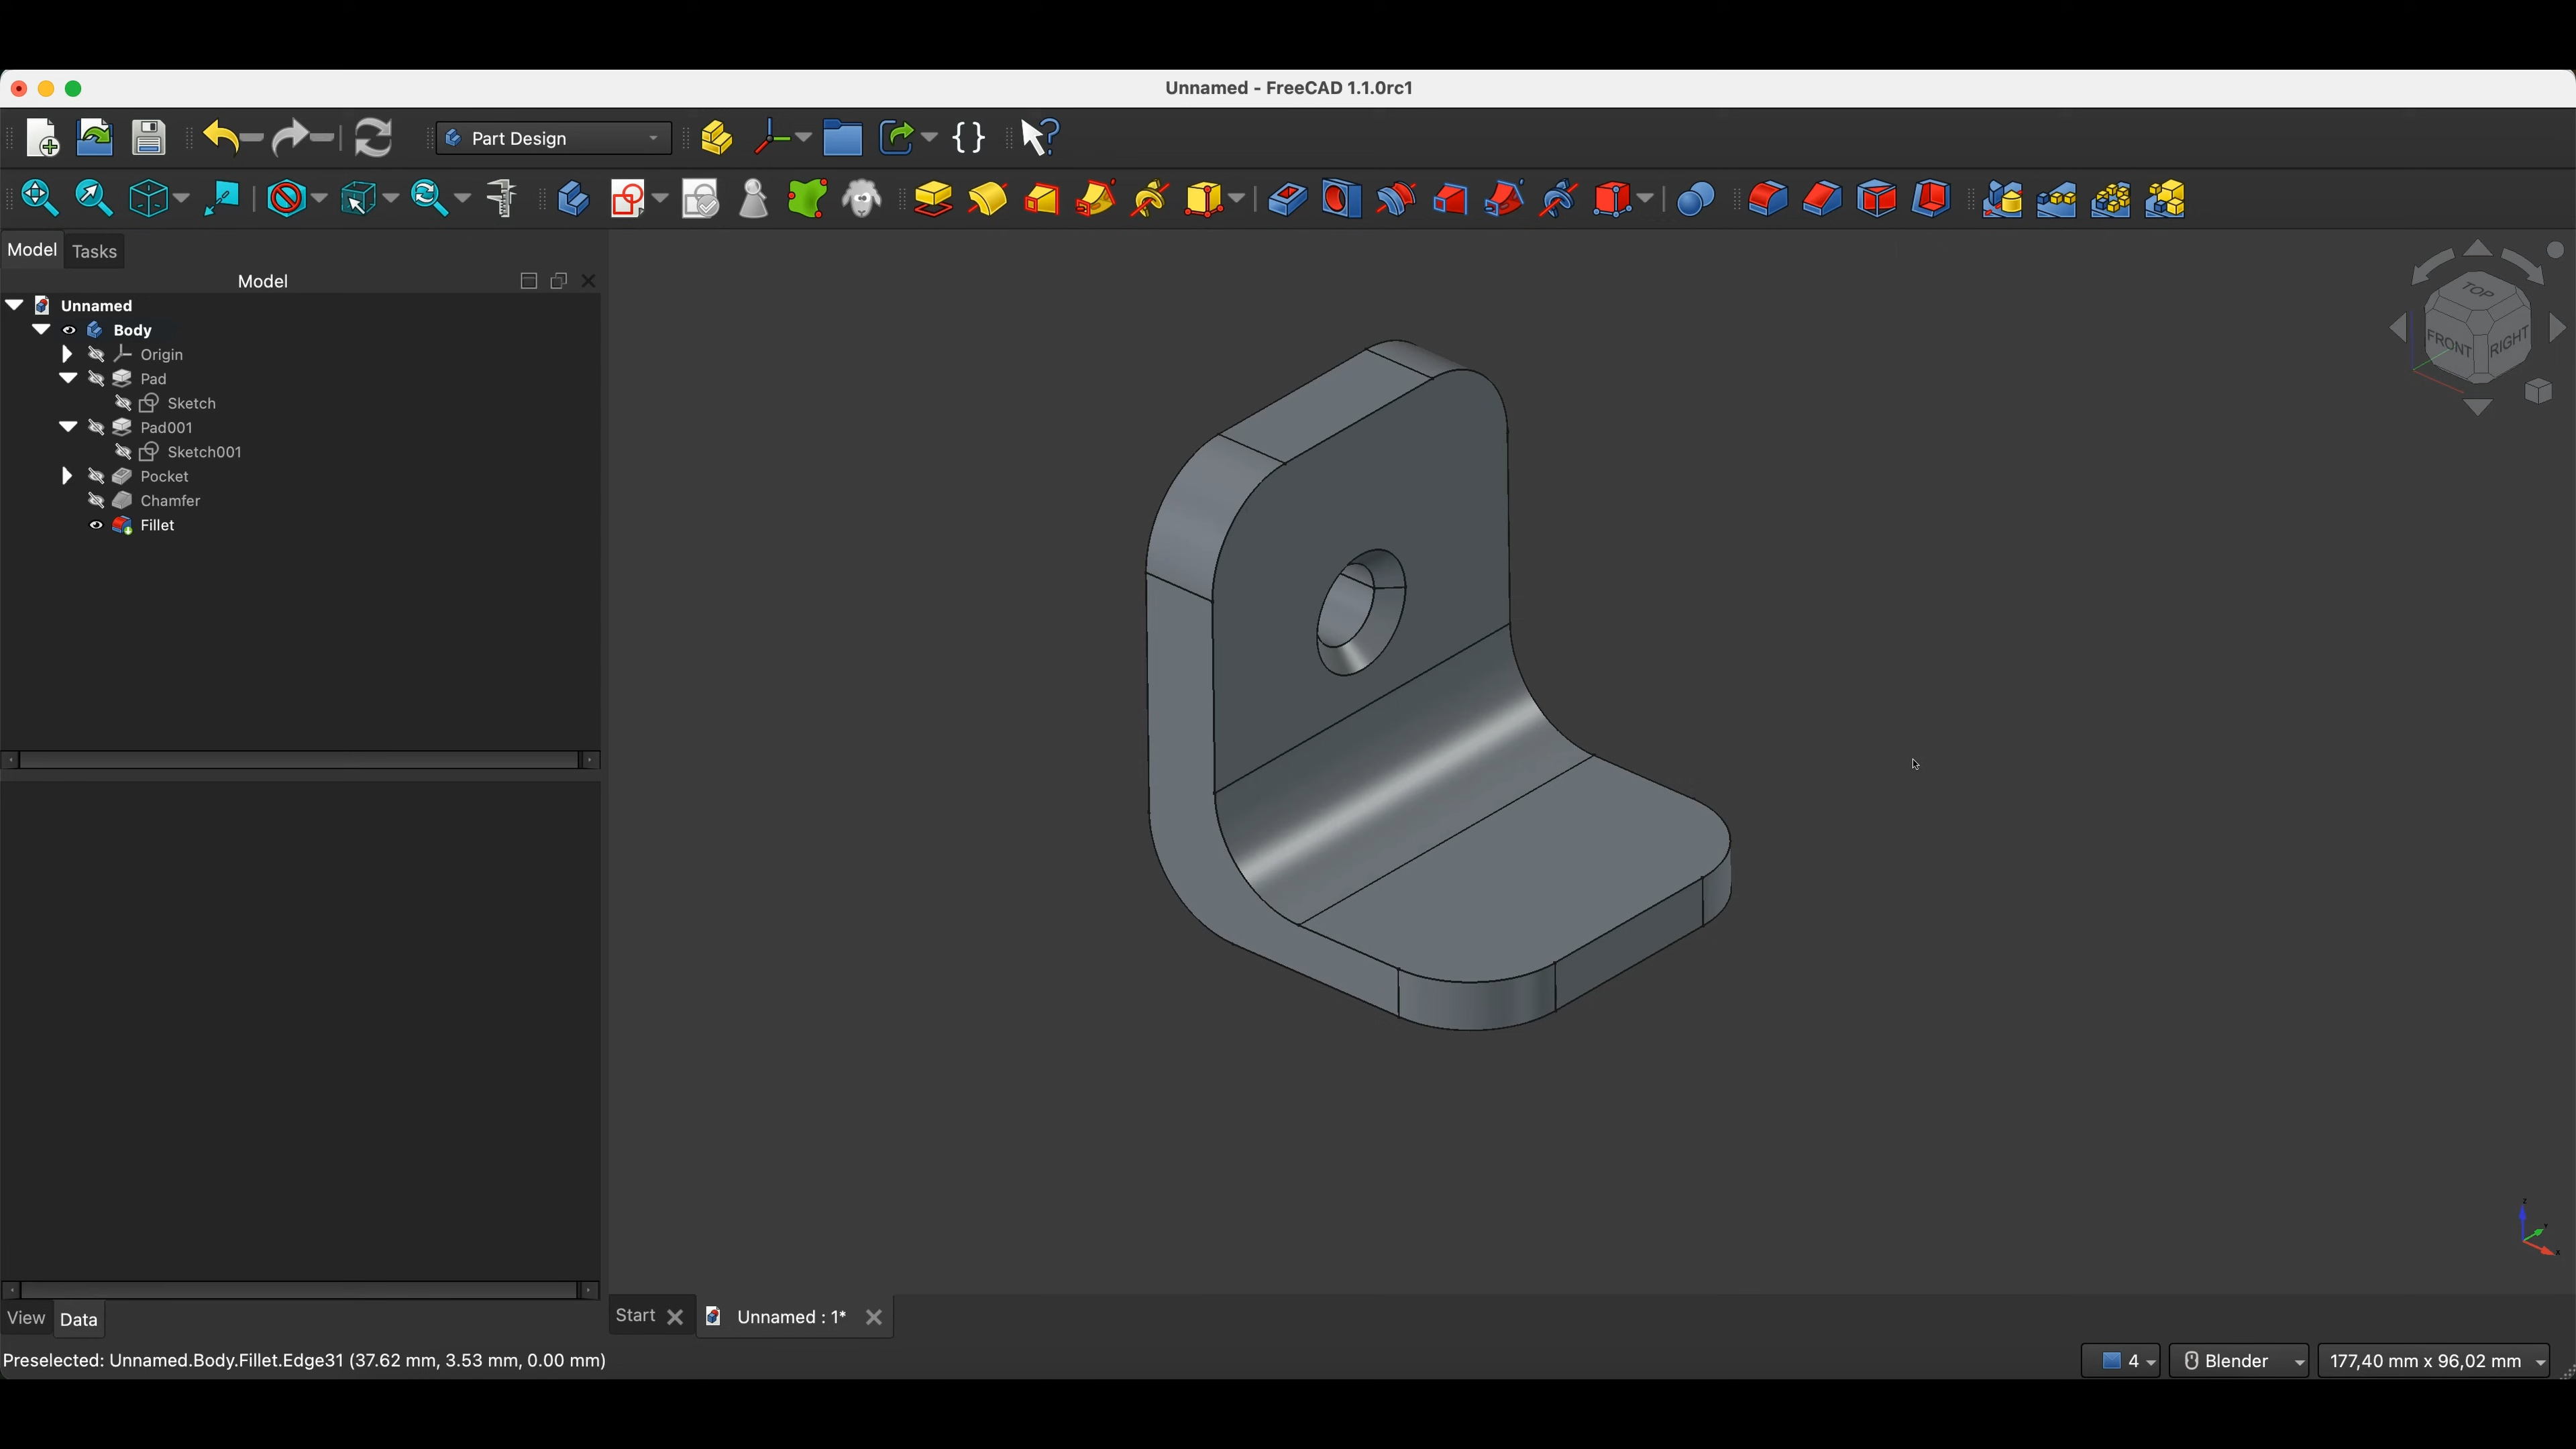 Unnamed - FreeCAD 1.1.0rc1
Part Design
Model
Tasks
Model
Unnamed
Body
Origin
Pad
Sketch
Pad001
Sketch001
Pocket
Chamfer
Fillet
TOP
FRONT
RIGHT
z
y
x
View
Data
Start
Unnamed : 1*
Preselected: Unnamed.Body.Fillet.Edge31 (37.62 mm, 3.53 mm, 0.00 mm)
4
Blender
177,40 mm x 96,02 mm